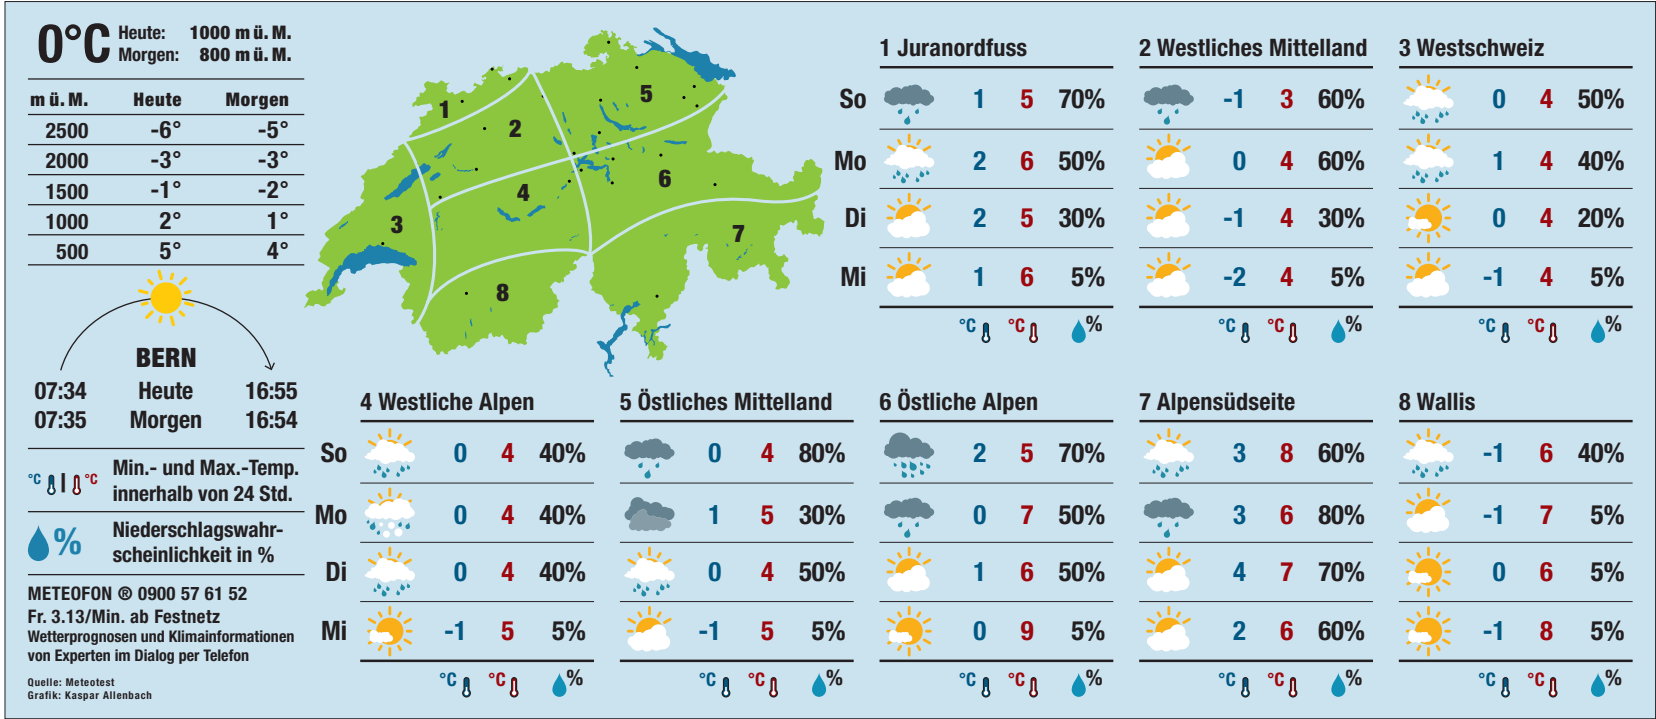 0°C
Heute: 1000 m ü. M.
Morgen: 800 m ü. M.
m ü. M. Heute Morgen
2500 -6° -5°
2000 -3° -3°
1500 -1° -2°
1000 2° 1°
500 5° 4°
BERN
07:34 Heute 16:55
07:35 Morgen 16:54
°C | °C Min.- und Max.-Temp.
innerhalb von 24 Std.
% Niederschlagswahr-
scheinlichkeit in %
METEOFON ® 0900 57 61 52
Fr. 3.13/Min. ab Festnetz
Wetterprognosen und Klimainformationen
von Experten im Dialog per Telefon
Quelle: Meteotest
Grafik: Kaspar Allenbach
1
2
3
4
5
6
7
8
1 Juranordfuss 2 Westliches Mittelland 3 Westschweiz
So 1 5 70% -1 3 60% 0 4 50%
Mo 2 6 50% 0 4 60% 1 4 40%
Di 2 5 30% -1 4 30% 0 4 20%
Mi 1 6 5% -2 4 5% -1 4 5%
°C °C % °C °C % °C °C %
4 Westliche Alpen 5 Östliches Mittelland 6 Östliche Alpen 7 Alpensüdseite 8 Wallis
So 0 4 40% 0 4 80% 2 5 70% 3 8 60% -1 6 40%
Mo 0 4 40% 1 5 30% 0 7 50% 3 6 80% -1 7 5%
Di 0 4 40% 0 4 50% 1 6 50% 4 7 70% 0 6 5%
Mi -1 5 5% -1 5 5% 0 9 5% 2 6 60% -1 8 5%
°C °C % °C °C % °C °C % °C °C % °C °C %